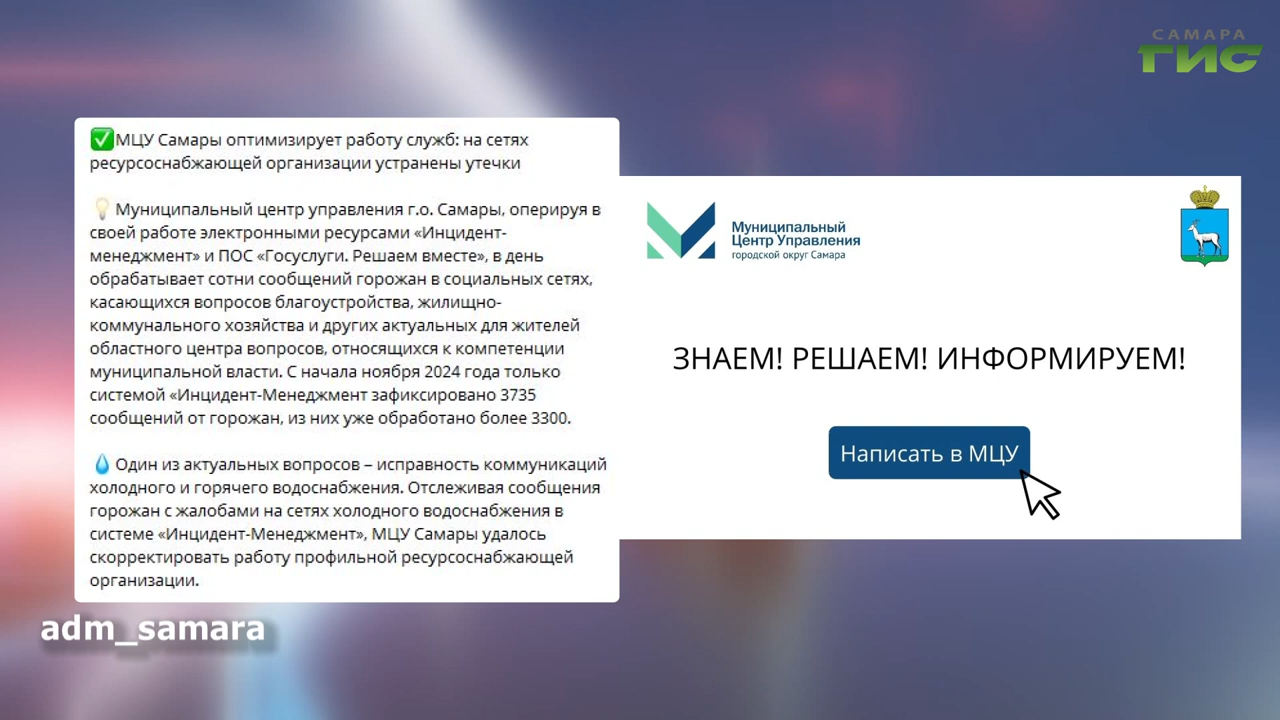 САМАРА
ГИС
✅МЦУ Самары оптимизирует работу служб: на сетях
ресурсоснабжающей организации устранены утечки
💡Муниципальный центр управления г.о. Самары, оперируя в
своей работе электронными ресурсами «Инцидент-
менеджмент» и ПОС «Госуслуги. Решаем вместе», в день
обрабатывает сотни сообщений горожан в социальных сетях,
касающихся вопросов благоустройства, жилищно-
коммунального хозяйства и других актуальных для жителей
областного центра вопросов, относящихся к компетенции
муниципальной власти. С начала ноября 2024 года только
системой «Инцидент-Менеджмент зафиксировано 3735
сообщений от горожан, из них уже обработано более 3300.
💧Один из актуальных вопросов – исправность коммуникаций
холодного и горячего водоснабжения. Отслеживая сообщения
горожан с жалобами на сетях холодного водоснабжения в
системе «Инцидент-Менеджмент», МЦУ Самары удалось
скорректировать работу профильной ресурсоснабжающей
организации.
Муниципальный
Центр Управления
городской округ Самара
ЗНАЕМ! РЕШАЕМ! ИНФОРМИРУЕМ!
Написать в МЦУ
adm_samara